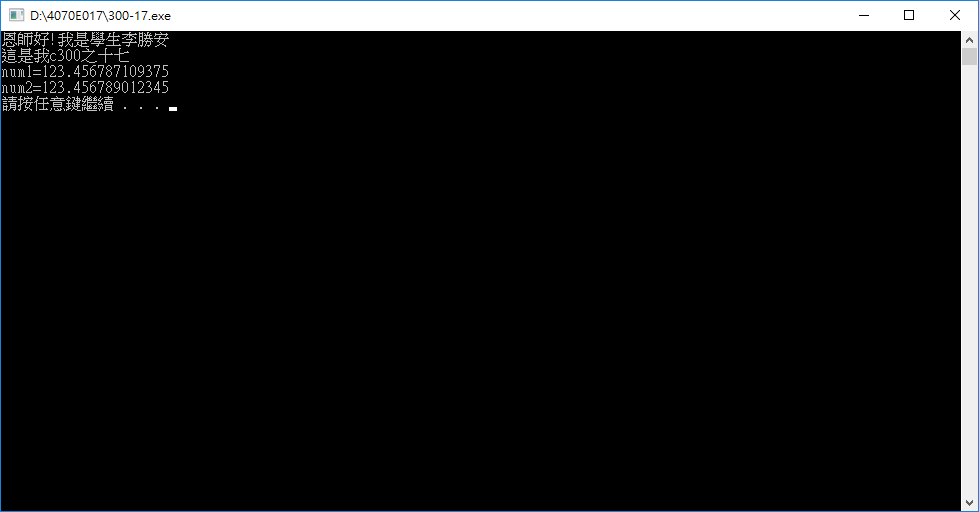 D:\4070E017\300-17.exe
恩師好!我是學生李勝安
這是我c300之十七
num1=123.456787109375
num2=123.456789012345
請按任意鍵繼續 . . .